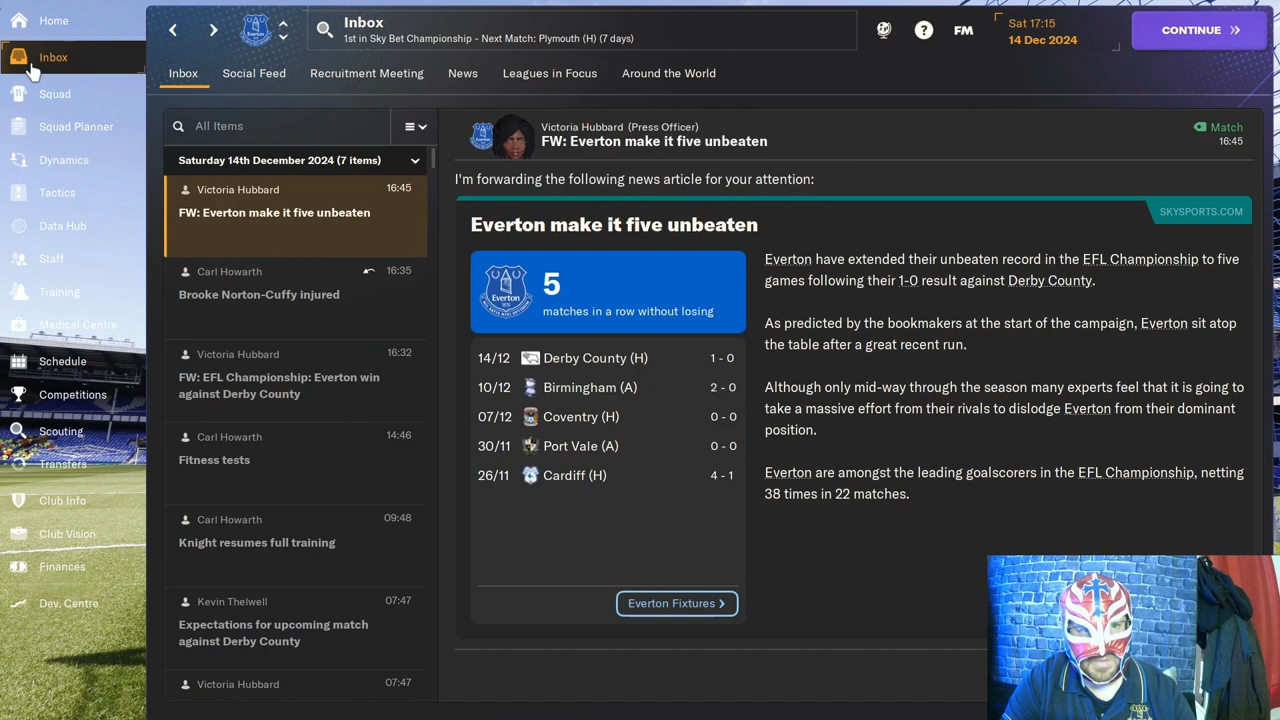 Home
Inbox
Squad
Squad Planner
Dynamics
Tactics
Data Hub
Staff
Training
Medical Centre
Schedule
Competitions
Scouting
Transfers
Club Info
Club Vision
Finances
Dev. Centre
Inbox
1st in Sky Bet Championship - Next Match: Plymouth (H) (7 days)
FM
Sat 17:15
14 Dec 2024
CONTINUE
Inbox Social Feed Recruitment Meeting News Leagues in Focus Around the World
All Items
Saturday 14th December 2024 (7 items)
Victoria Hubbard 16:45
FW: Everton make it five unbeaten
Carl Howarth 16:35
Brooke Norton-Cuffy injured
Victoria Hubbard 16:32
FW: EFL Championship: Everton win
against Derby County
Carl Howarth 14:46
Fitness tests
Carl Howarth 09:48
Knight resumes full training
Kevin Thelwell 07:47
Expectations for upcoming match
against Derby County
Victoria Hubbard 07:47
Victoria Hubbard (Press Officer)
FW: Everton make it five unbeaten
Match
16:45
I'm forwarding the following news article for your attention:
SKYSPORTS.COM
Everton make it five unbeaten
Everton
5
matches in a row without losing
14/12 Derby County (H) 1 - 0
10/12 Birmingham (A) 2 - 0
07/12 Coventry (H) 0 - 0
30/11 Port Vale (A) 0 - 0
26/11 Cardiff (H) 4 - 1
Everton Fixtures
Everton have extended their unbeaten record in the EFL Championship to five
games following their 1-0 result against Derby County.
As predicted by the bookmakers at the start of the campaign, Everton sit atop
the table after a great recent run.
Although only mid-way through the season many experts feel that it is going to
take a massive effort from their rivals to dislodge Everton from their dominant
position.
Everton are amongst the leading goalscorers in the EFL Championship, netting
38 times in 22 matches.